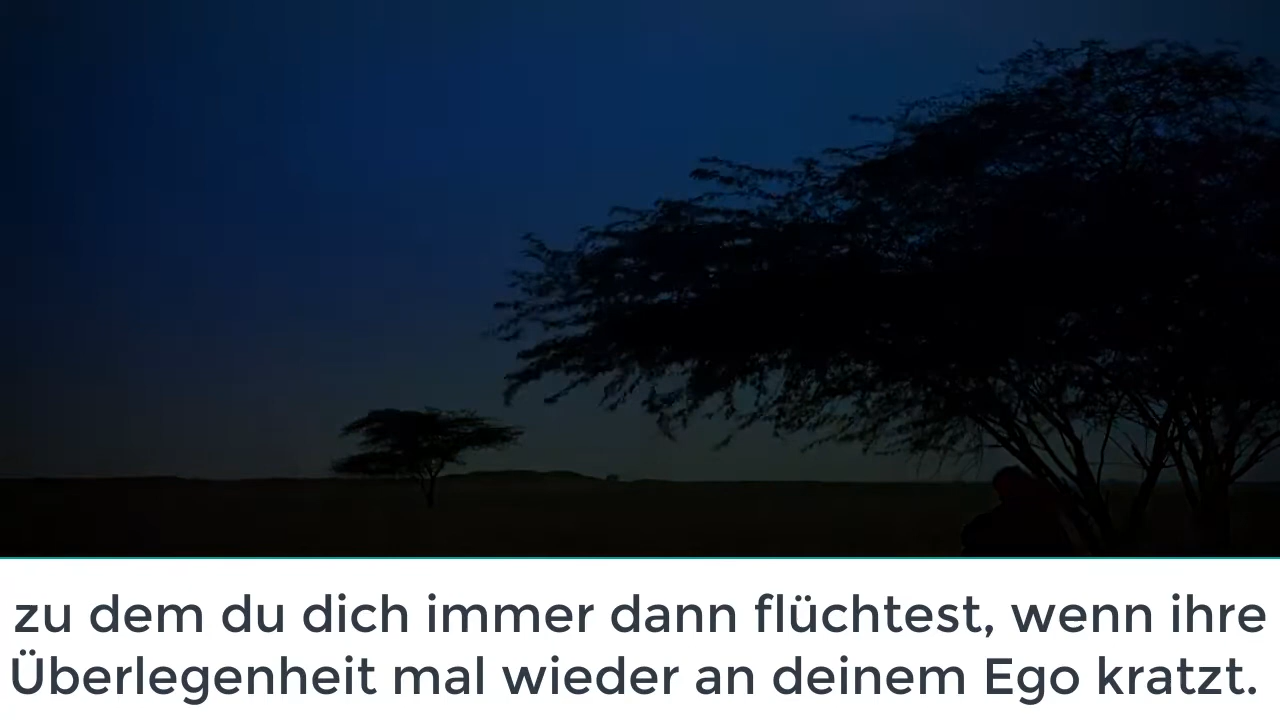 zu dem du dich immer dann flüchtest, wenn ihre
Überlegenheit mal wieder an deinem Ego kratzt.